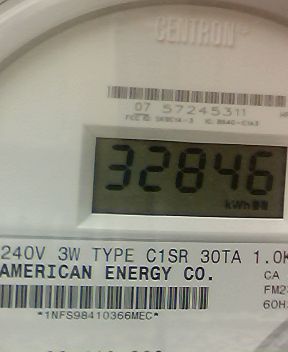 CENTRON
07 57245311
32846
kWh
240V 3W TYPE C1SR 30TA 1.0K
AMERICAN ENERGY CO.
CA
FM2
60H
*1NFS98410366MEC*